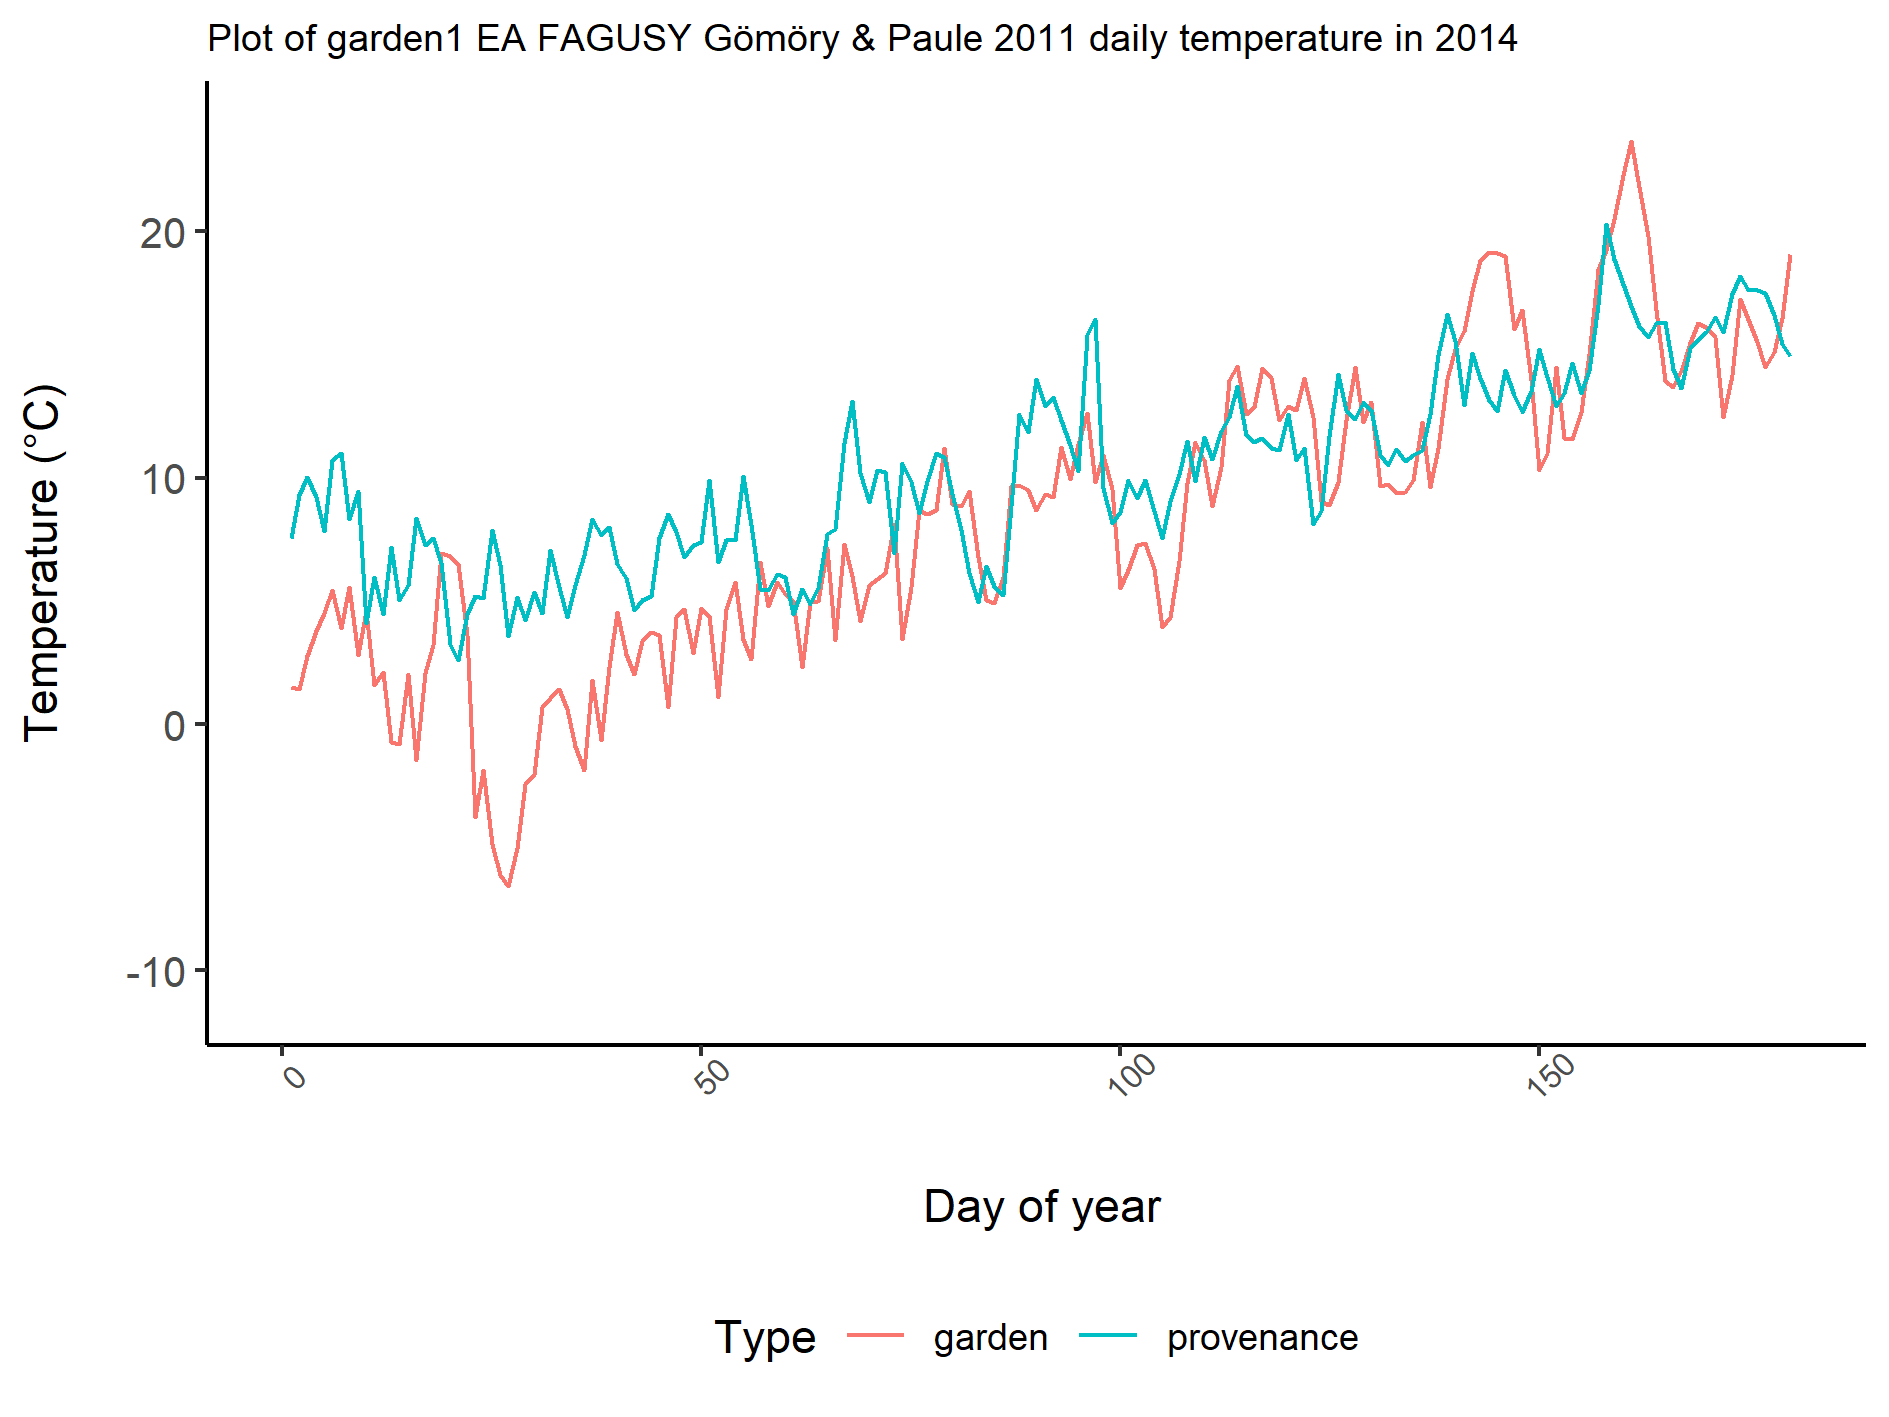 Plot of garden1 EA FAGUSY Gömöry & Paule 2011 daily temperature in 2014
Temperature (°C)
20
10
0
-10
0 50 100 150
Day of year
Type garden provenance